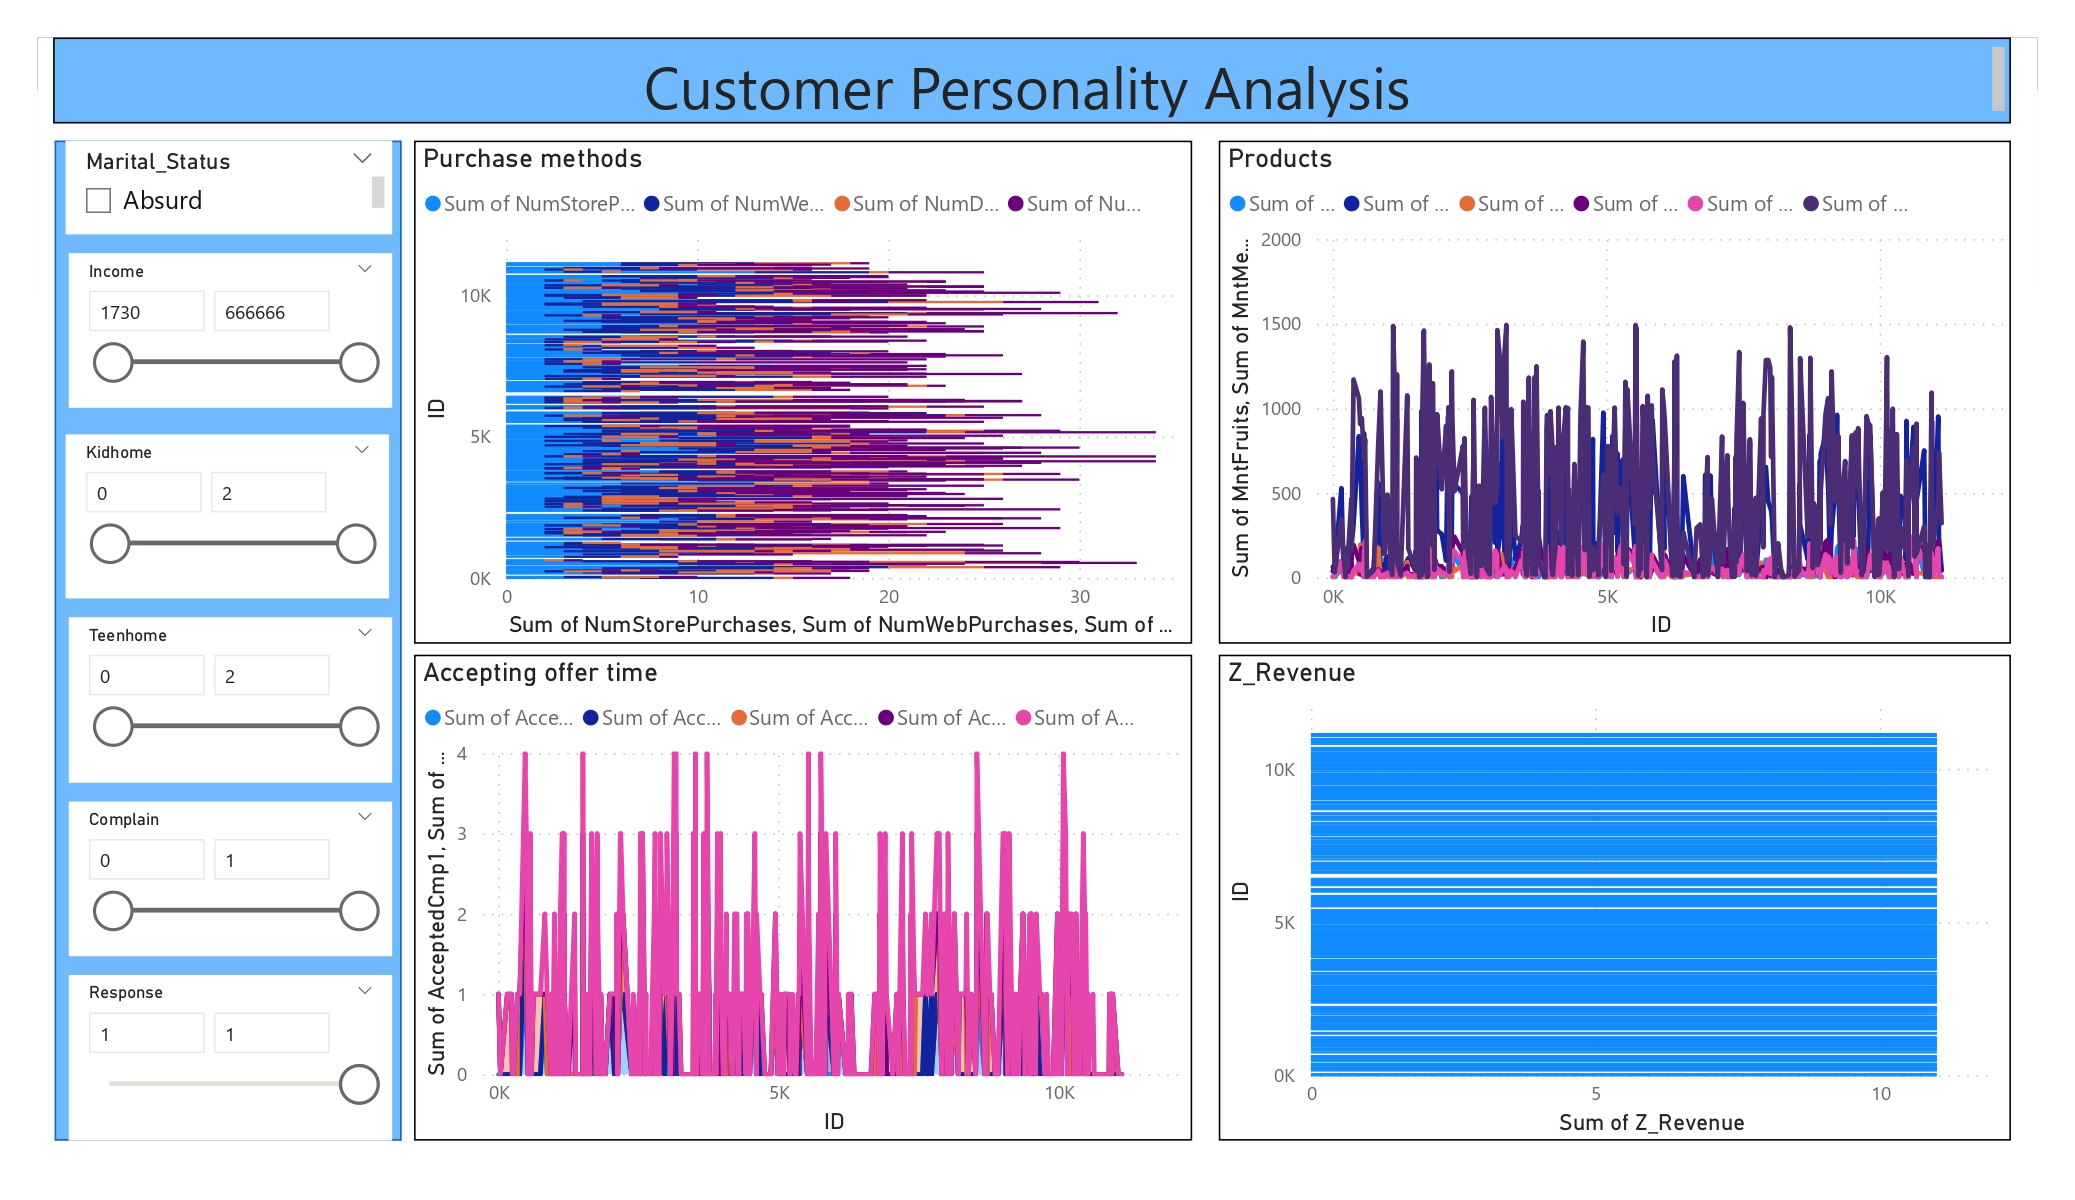 Customer Personality Analysis
Marital_Status
Absurd
Income
1730 666666
Kidhome
0 2
Teenhome
0 2
Complain
0 1
Response
1 1
Purchase methods
Sum of NumStoreP... Sum of NumWe... Sum of NumD... Sum of Nu...
ID
10K
5K
0K
0 10 20 30
Sum of NumStorePurchases, Sum of NumWebPurchases, Sum of ...
Products
Sum of ... Sum of ... Sum of ... Sum of ... Sum of ... Sum of ...
Sum of MntFruits, Sum of MntMe...
2000
1500
1000
500
0
0K 5K 10K
ID
Accepting offer time
Sum of Acce... Sum of Acc... Sum of Acc... Sum of Ac... Sum of A...
Sum of AcceptedCmp1, Sum of ...
4
3
2
1
0
0K 5K 10K
ID
Z_Revenue
ID
10K
5K
0K
0 5 10
Sum of Z_Revenue